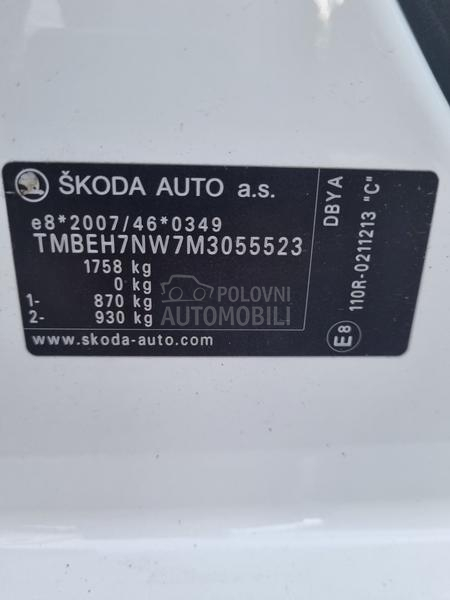 ŠKODA AUTO a.s.
e8*2007/46*0349
TMBEH7NW7M3055523
1758 kg
0 kg
1- 870 kg
2- 930 kg
www.skoda-auto.com
DBYA
110R-0211213 "C"
E8
POLOVNI
AUTOMOBILI